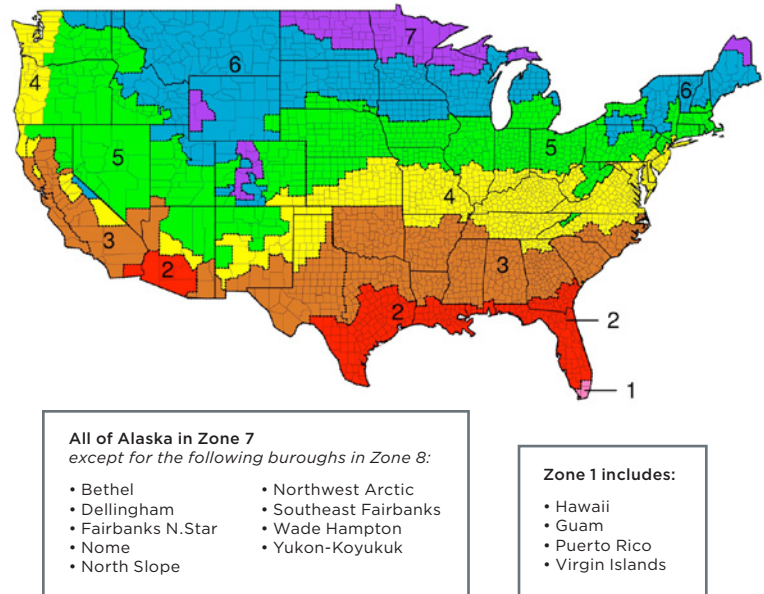 7
6
6
4
5
5
4
3
3
2
2
2
1
All of Alaska in Zone 7
except for the following buroughs in Zone 8:
• Bethel
• Dellingham
• Fairbanks N.Star
• Nome
• North Slope
• Northwest Arctic
• Southeast Fairbanks
• Wade Hampton
• Yukon-Koyukuk
Zone 1 includes:
• Hawaii
• Guam
• Puerto Rico
• Virgin Islands